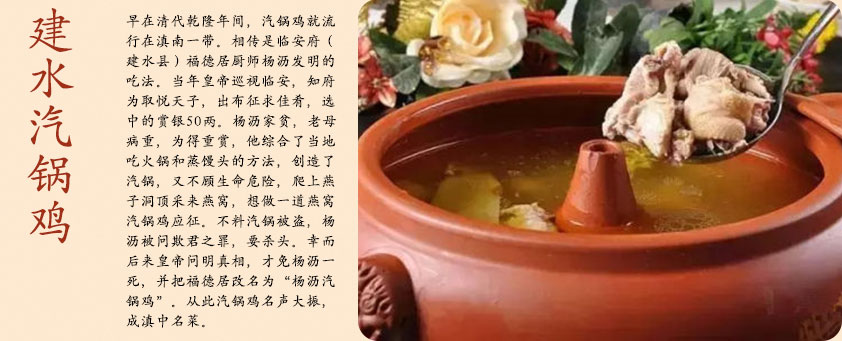 建水汽锅鸡
早在清代乾隆年间，汽锅鸡就流
行在滇南一带。相传是临安府（
建水县）福德居厨师杨沥发明的
吃法。当年皇帝巡视临安，知府
为取悦天子，出布征求佳肴，选
中的赏银50两。杨沥家贫，老母
病重，为得重赏，他综合了当地
吃火锅和蒸馒头的方法，创造了
汽锅，又不顾生命危险，爬上燕
子洞顶采来燕窝，想做一道燕窝
汽锅鸡应征。不料汽锅被盗，杨
沥被问欺君之罪，要杀头。幸而
后来皇帝问明真相，才免杨沥一
死，并把福德居改名为“杨沥汽
锅鸡”。从此汽锅鸡名声大振，
成滇中名菜。